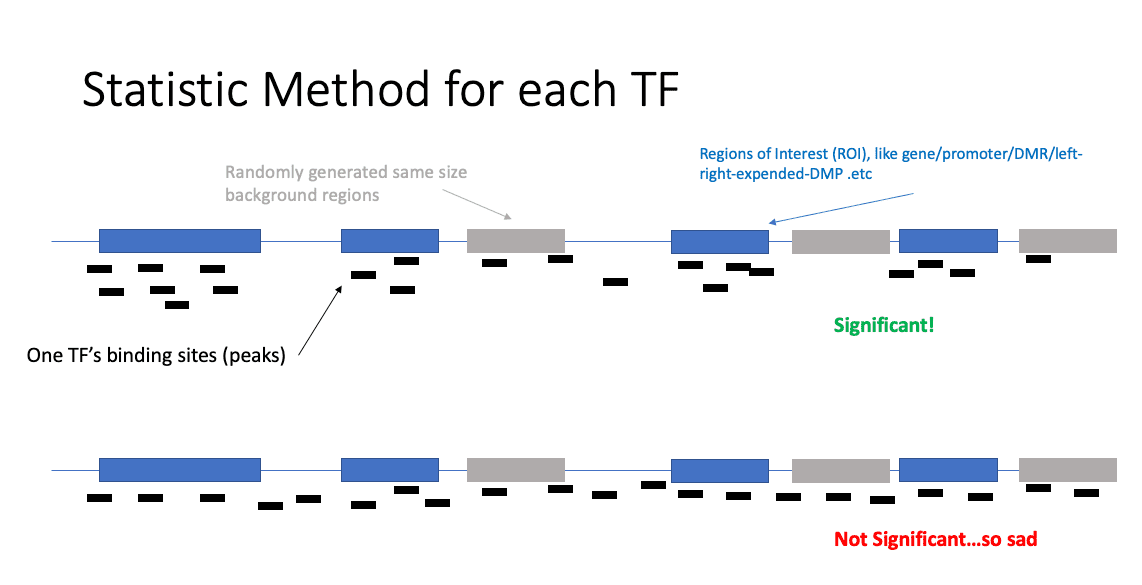 Statistic Method for each TF
Regions of Interest (ROI), like gene/promoter/DMR/left-
right-expended-DMP .etc
Randomly generated same size
background regions
Significant!
One TF’s binding sites (peaks)
Not Significant…so sad